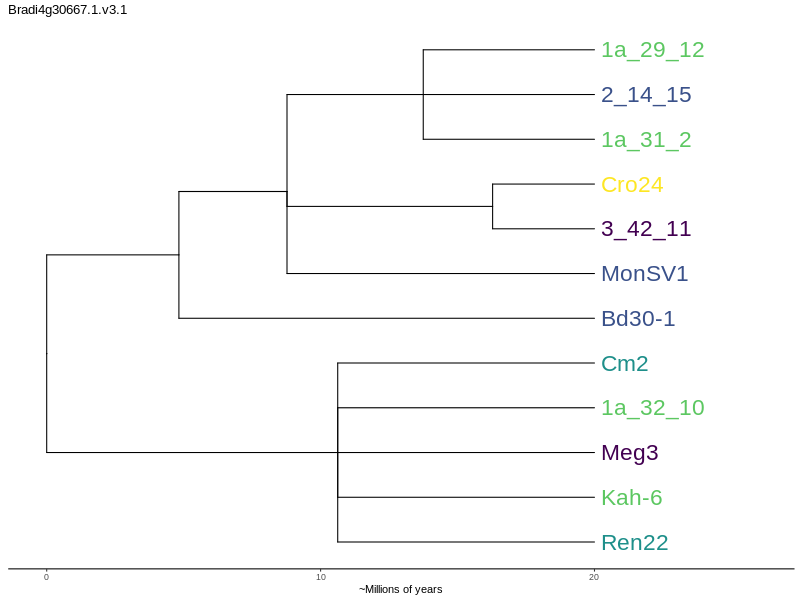 Bradi4g30667.1.v3.1
1a_29_12
2_14_15
1a_31_2
Cro24
3_42_11
MonSV1
Bd30-1
Cm2
1a_32_10
Meg3
Kah-6
Ren22
0 10 20
~Millions of years